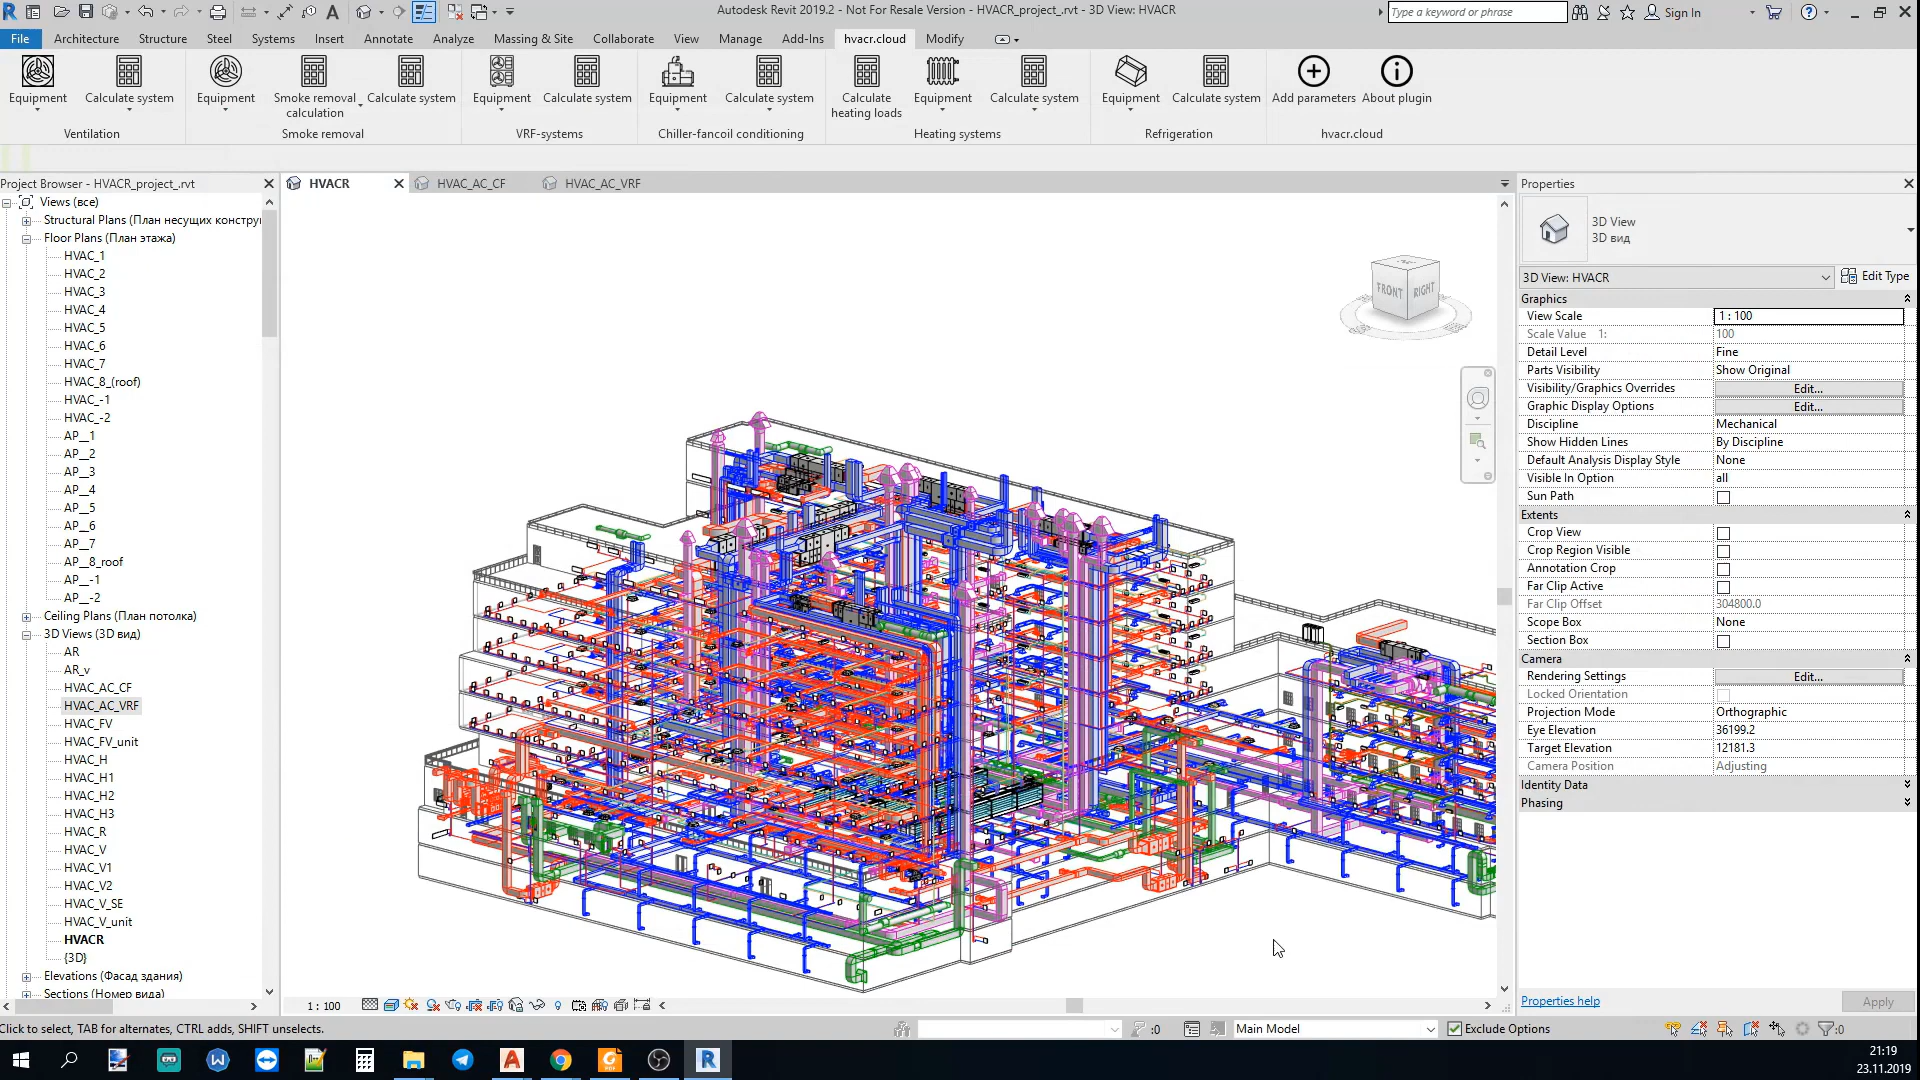 Autodesk Revit 2019.2 - Not For Resale Version - HVACR_project_.rvt - 3D View: HVACR
Type a keyword or phrase
Sign In
File
Architecture
Structure
Steel
Systems
Insert
Annotate
Analyze
Massing & Site
Collaborate
View
Manage
Add-Ins
hvacr.cloud
Modify
Equipment
Calculate system
Equipment
Smoke removal
calculation
Calculate system
Equipment
Calculate system
Equipment
Calculate system
Calculate
heating loads
Equipment
Calculate system
Equipment
Calculate system
Add parameters
About plugin
Ventilation
Smoke removal
VRF-systems
Chiller-fancoil conditioning
Heating systems
Refrigeration
hvacr.cloud
Project Browser - HVACR_project_.rvt
Views (все)
Structural Plans (План несущих констру
Floor Plans (План этажа)
HVAC_1
HVAC_2
HVAC_3
HVAC_4
HVAC_5
HVAC_6
HVAC_7
HVAC_8_(roof)
HVAC_-1
HVAC_-2
AP__1
AP__2
AP__3
AP__4
AP__5
AP__6
AP__7
AP__8_roof
AP__-1
AP__-2
Ceiling Plans (План потолка)
3D Views (3D вид)
AR
AR_v
HVAC_AC_CF
HVAC_AC_VRF
HVAC_FV
HVAC_FV_unit
HVAC_H
HVAC_H1
HVAC_H2
HVAC_H3
HVAC_R
HVAC_V
HVAC_V1
HVAC_V2
HVAC_V_SE
HVAC_V_unit
HVACR
{3D}
Elevations (Фасад здания)
Sections (Номер вида)
HVACR
HVAC_AC_CF
HVAC_AC_VRF
FRONT
RIGHT
1 : 100
Properties
3D View
3D вид
3D View: HVACR
Edit Type
Graphics
View Scale
1 : 100
Scale Value 1:
100
Detail Level
Fine
Parts Visibility
Show Original
Visibility/Graphics Overrides
Edit...
Graphic Display Options
Edit...
Discipline
Mechanical
Show Hidden Lines
By Discipline
Default Analysis Display Style
None
Visible In Option
all
Sun Path
Extents
Crop View
Crop Region Visible
Annotation Crop
Far Clip Active
Far Clip Offset
304800.0
Scope Box
None
Section Box
Camera
Rendering Settings
Edit...
Locked Orientation
Projection Mode
Orthographic
Eye Elevation
36199.2
Target Elevation
12181.3
Camera Position
Adjusting
Identity Data
Phasing
Properties help
Apply
Click to select, TAB for alternates, CTRL adds, SHIFT unselects.
:0
Main Model
Exclude Options
:0
21:19
23.11.2019